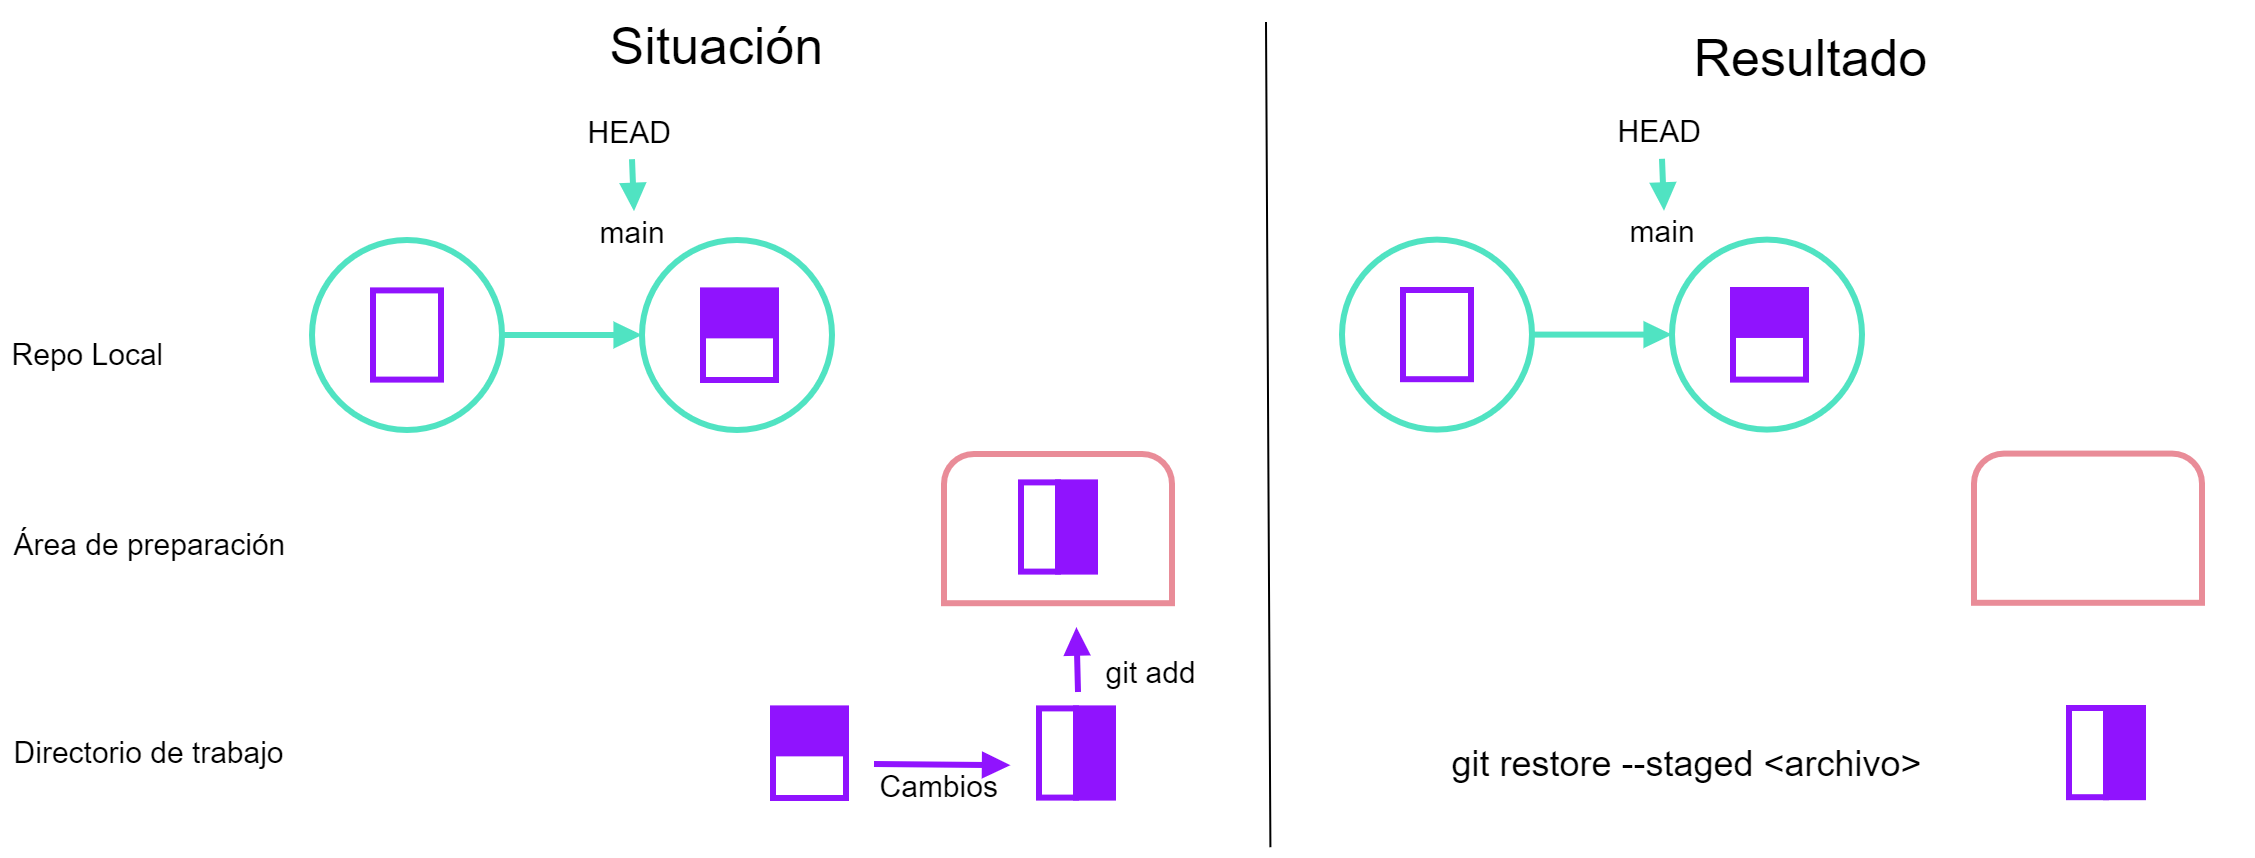 Situación
HEAD
main
Repo Local
Área de preparación
git add
Directorio de trabajo
Cambios
Resultado
HEAD
main
git restore --staged <archivo>